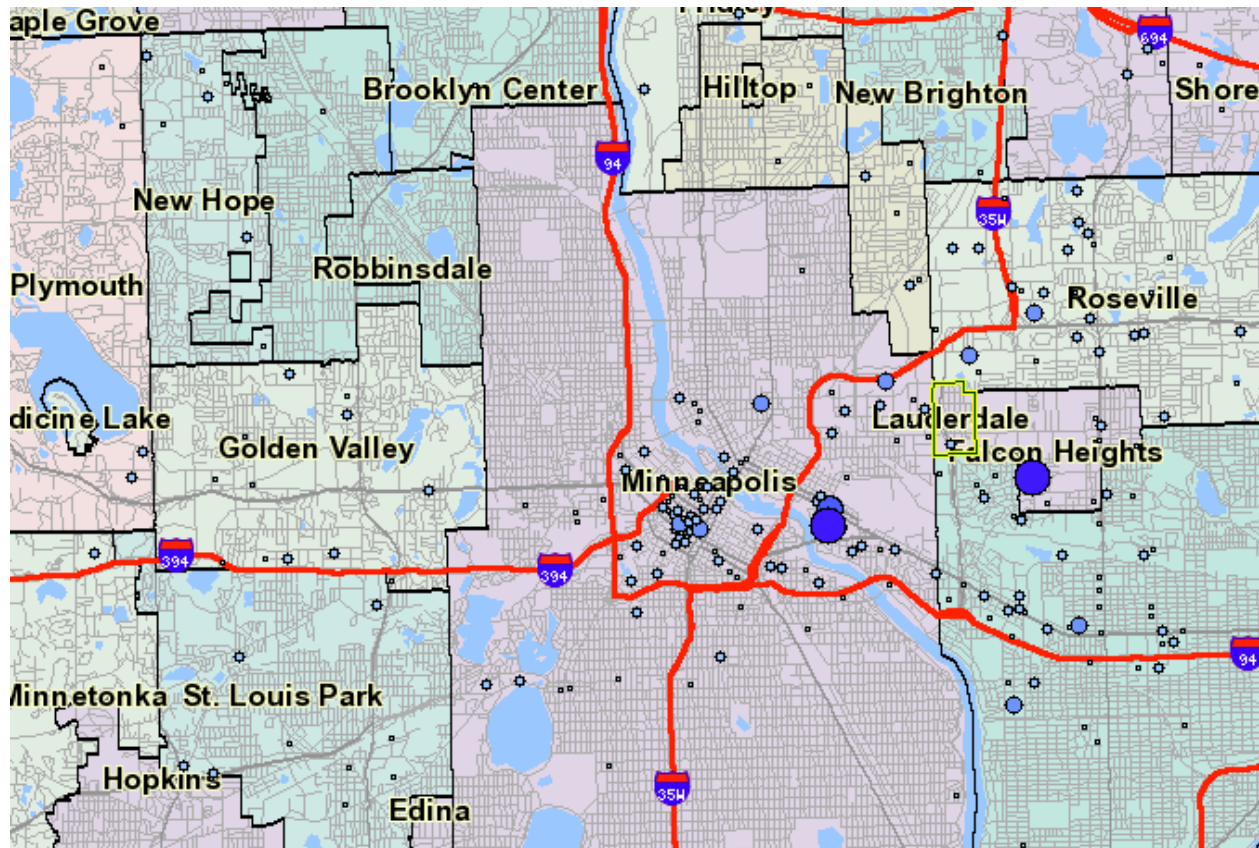 aple Grove
Fridley
694
Brooklyn Center
Hilltop
New Brighton
Shore
94
New Hope
35W
Robbinsdale
Plymouth
Roseville
dicine Lake
Lauderdale
Golden Valley
Falcon Heights
Minneapolis
394
394
94
Minnetonka
St. Louis Park
Hopkins
35W
Edina